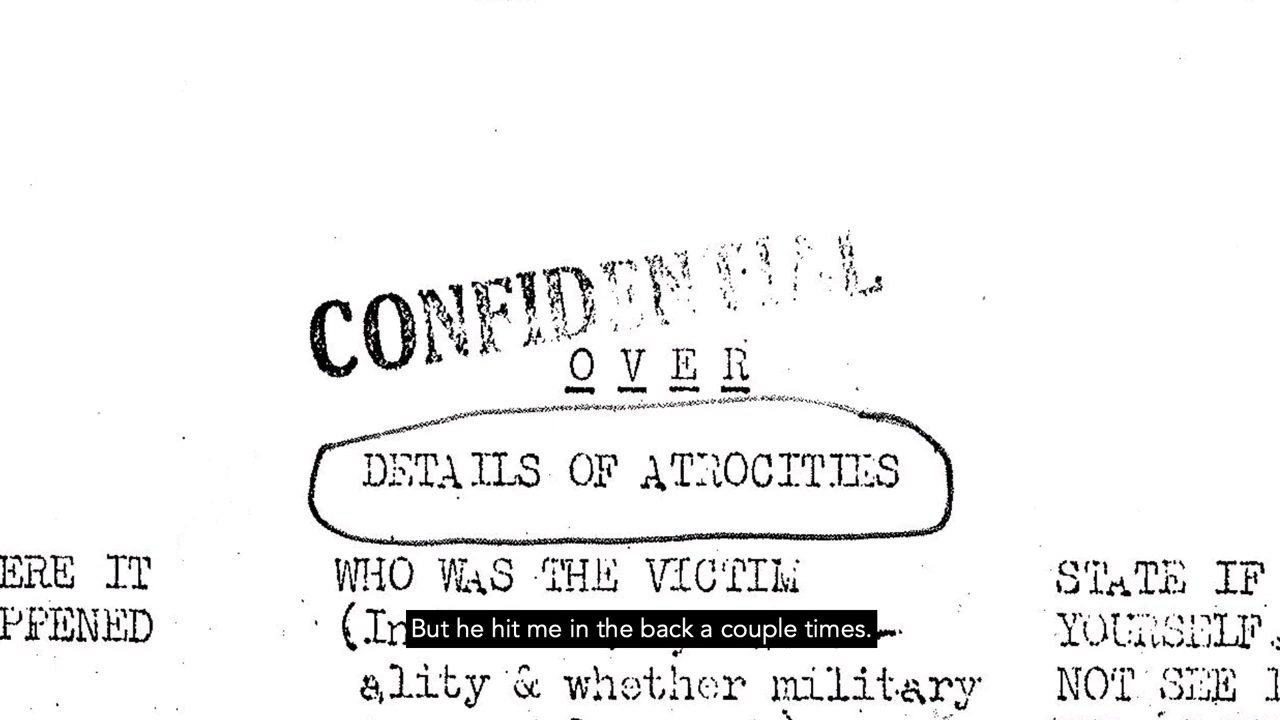 CONFIDENTIAL
OVER
DETAILS OF ATROCITIES
ERE IT WHO WAS THE VICTIM STATE IF
PPENED (In YOURSELF.
But he hit me in the back a couple times.
ality & whether military NOT SEE